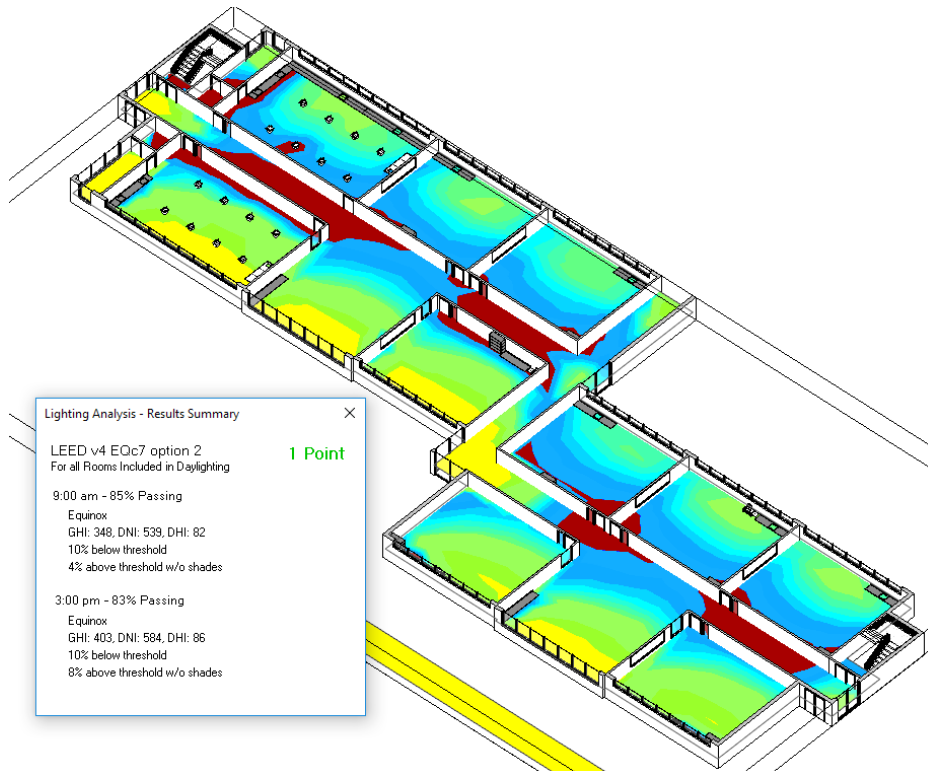 Lighting Analysis - Results Summary
LEED v4 EQc7 option 2
1 Point
For all Rooms Included in Daylighting
9:00 am - 85% Passing
Equinox
GHI: 348, DNI: 539, DHI: 82
10% below threshold
4% above threshold w/o shades
3:00 pm - 83% Passing
Equinox
GHI: 403, DNI: 584, DHI: 86
10% below threshold
8% above threshold w/o shades